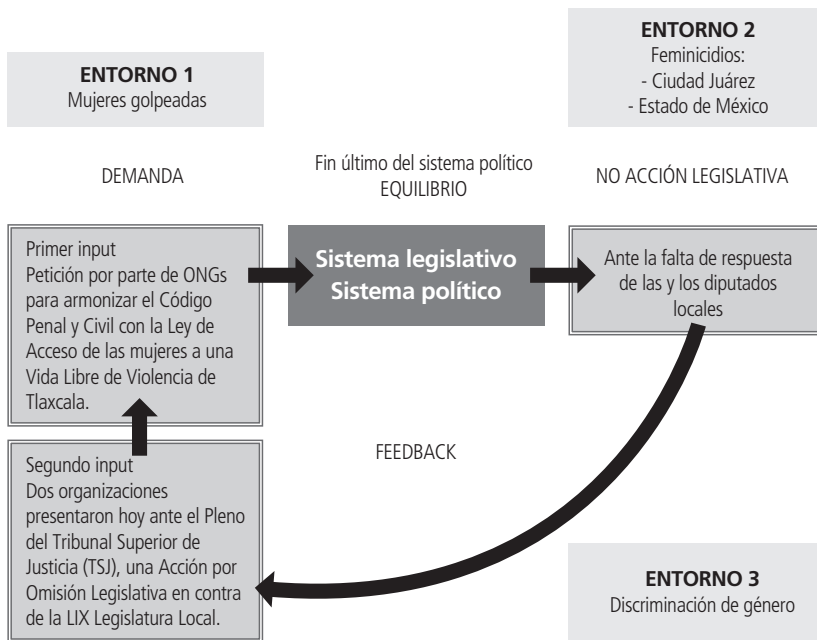 ENTORNO 1
Mujeres golpeadas
ENTORNO 2
Feminicidios:
- Ciudad Juárez
- Estado de México
DEMANDA
Fin último del sistema político
EQUILIBRIO
NO ACCIÓN LEGISLATIVA
Primer input
Petición por parte de ONGs
para armonizar el Código
Penal y Civil con la Ley de
Acceso de las mujeres a una
Vida Libre de Violencia de
Tlaxcala.
Sistema legislativo
Sistema político
Ante la falta de respuesta
de las y los diputados
locales
FEEDBACK
Segundo input
Dos organizaciones
presentaron hoy ante el Pleno
del Tribunal Superior de
Justicia (TSJ), una Acción por
Omisión Legislativa en contra
de la LIX Legislatura Local.
ENTORNO 3
Discriminación de género